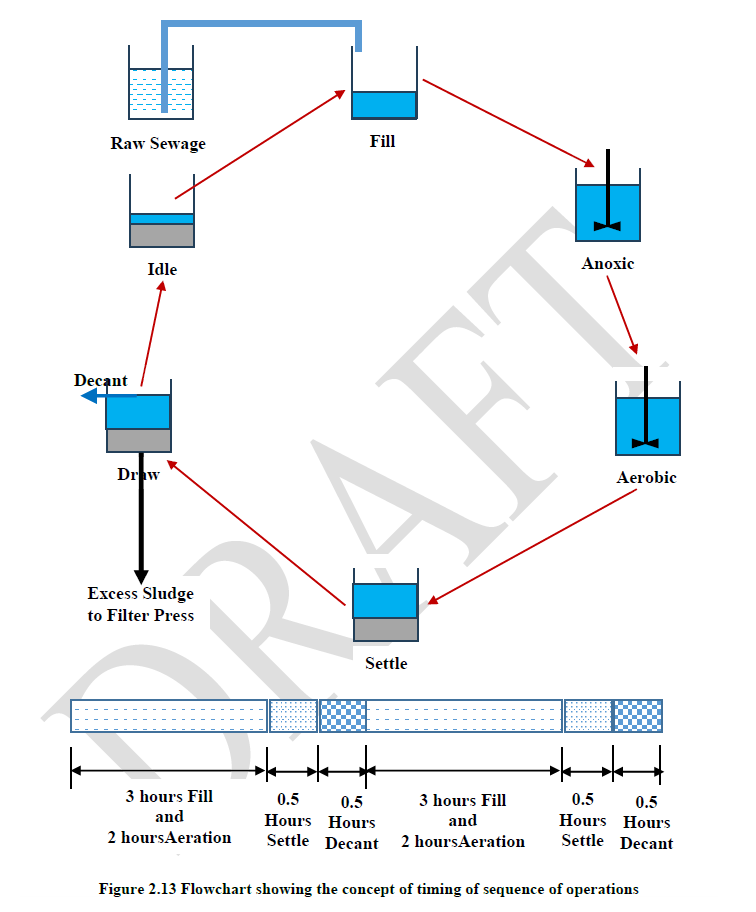 Raw Sewage
Fill
Anoxic
Idle
Decant
Draw
Aerobic
Excess Sludge
to Filter Press
Settle
DRAFT
3 hours Fill
and
2 hoursAeration
0.5
Hours
Settle
0.5
Hours
Decant
3 hours Fill
and
2 hoursAeration
0.5
Hours
Settle
0.5
Hours
Decant
Figure 2.13 Flowchart showing the concept of timing of sequence of operations